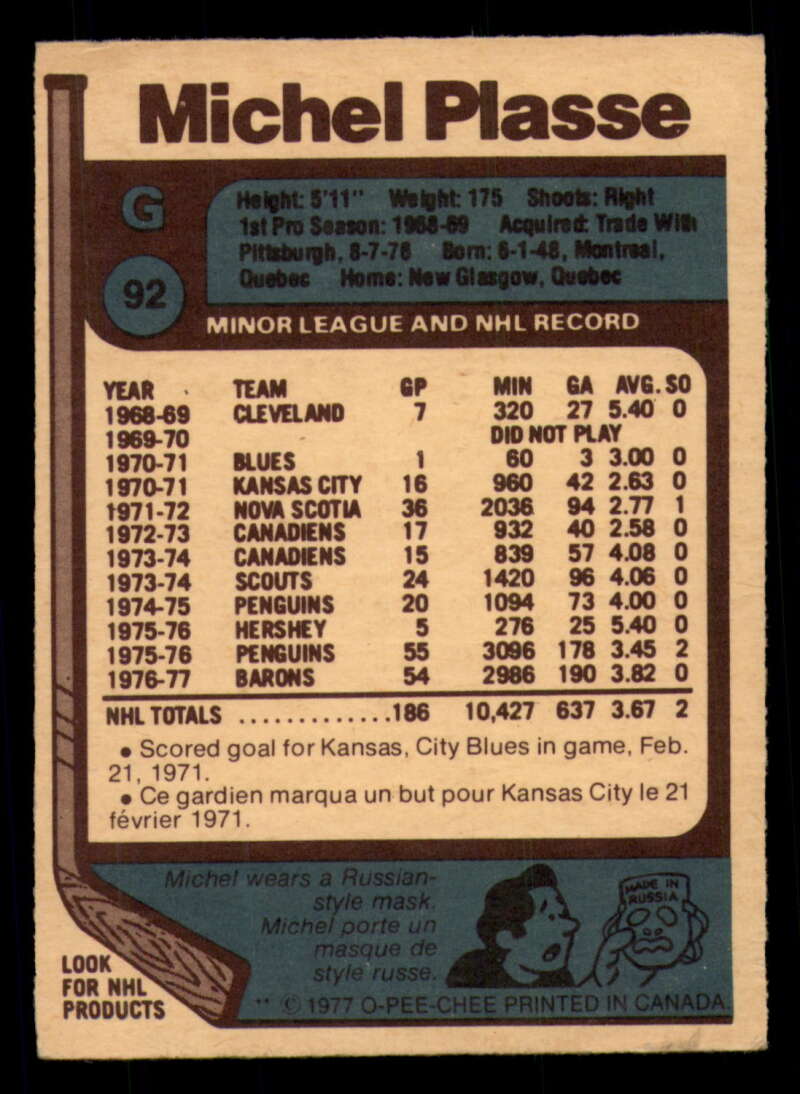 Michel Plasse
G
92
Height: 5'11" Weight: 175 Shoots: Right
1st Pro Season: 1968-69 Acquired: Trade With
Pittsburgh, 8-7-76 Born: 6-1-48, Montreal,
Quebec Home: New Glasgow, Quebec
MINOR LEAGUE AND NHL RECORD
YEAR TEAM GP MIN GA AVG. SO
1968-69 CLEVELAND 7 320 27 5.40 0
1969-70 DID NOT PLAY
1970-71 BLUES 1 60 3 3.00 0
1970-71 KANSAS CITY 16 960 42 2.63 0
1971-72 NOVA SCOTIA 36 2036 94 2.77 1
1972-73 CANADIENS 17 932 40 2.58 0
1973-74 CANADIENS 15 839 57 4.08 0
1973-74 SCOUTS 24 1420 96 4.06 0
1974-75 PENGUINS 20 1094 73 4.00 0
1975-76 HERSHEY 5 276 25 5.40 0
1975-76 PENGUINS 55 3096 178 3.45 2
1976-77 BARONS 54 2986 190 3.82 0
NHL TOTALS .............186 10,427 637 3.67 2
• Scored goal for Kansas, City Blues in game, Feb.
21, 1971.
• Ce gardien marqua un but pour Kansas City le 21
février 1971.
Michel wears a Russian-
style mask.
Michel porte un
masque de
style russe.
MADE IN
RUSSIA
LOOK
FOR NHL
PRODUCTS
** © 1977 O-PEE-CHEE PRINTED IN CANADA.